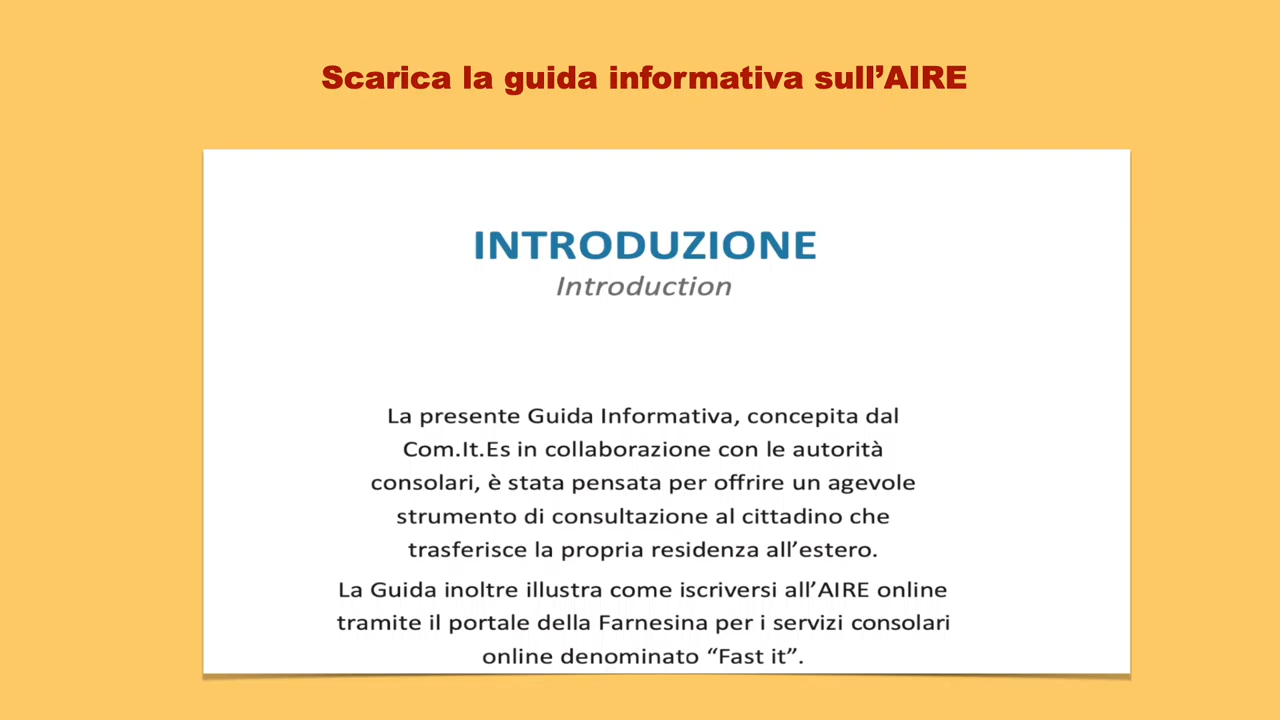 Scarica la guida informativa sull’AIRE
INTRODUZIONE
Introduction
La presente Guida Informativa, concepita dal
Com.It.Es in collaborazione con le autorità
consolari, è stata pensata per offrire un agevole
strumento di consultazione al cittadino che
trasferisce la propria residenza all’estero.
La Guida inoltre illustra come iscriversi all’AIRE online
tramite il portale della Farnesina per i servizi consolari
online denominato “Fast it”.